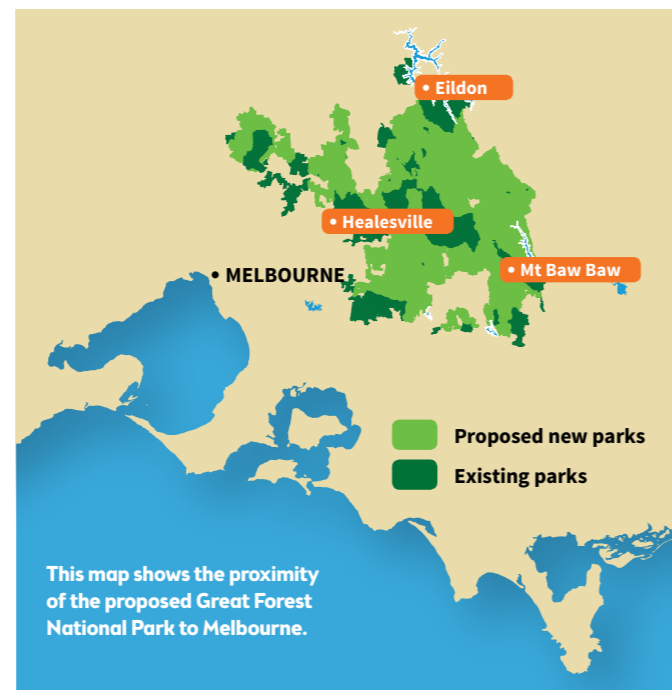 Eildon
Healesville
Mt Baw Baw
MELBOURNE
Proposed new parks
Existing parks
This map shows the proximity
of the proposed Great Forest
National Park to Melbourne.